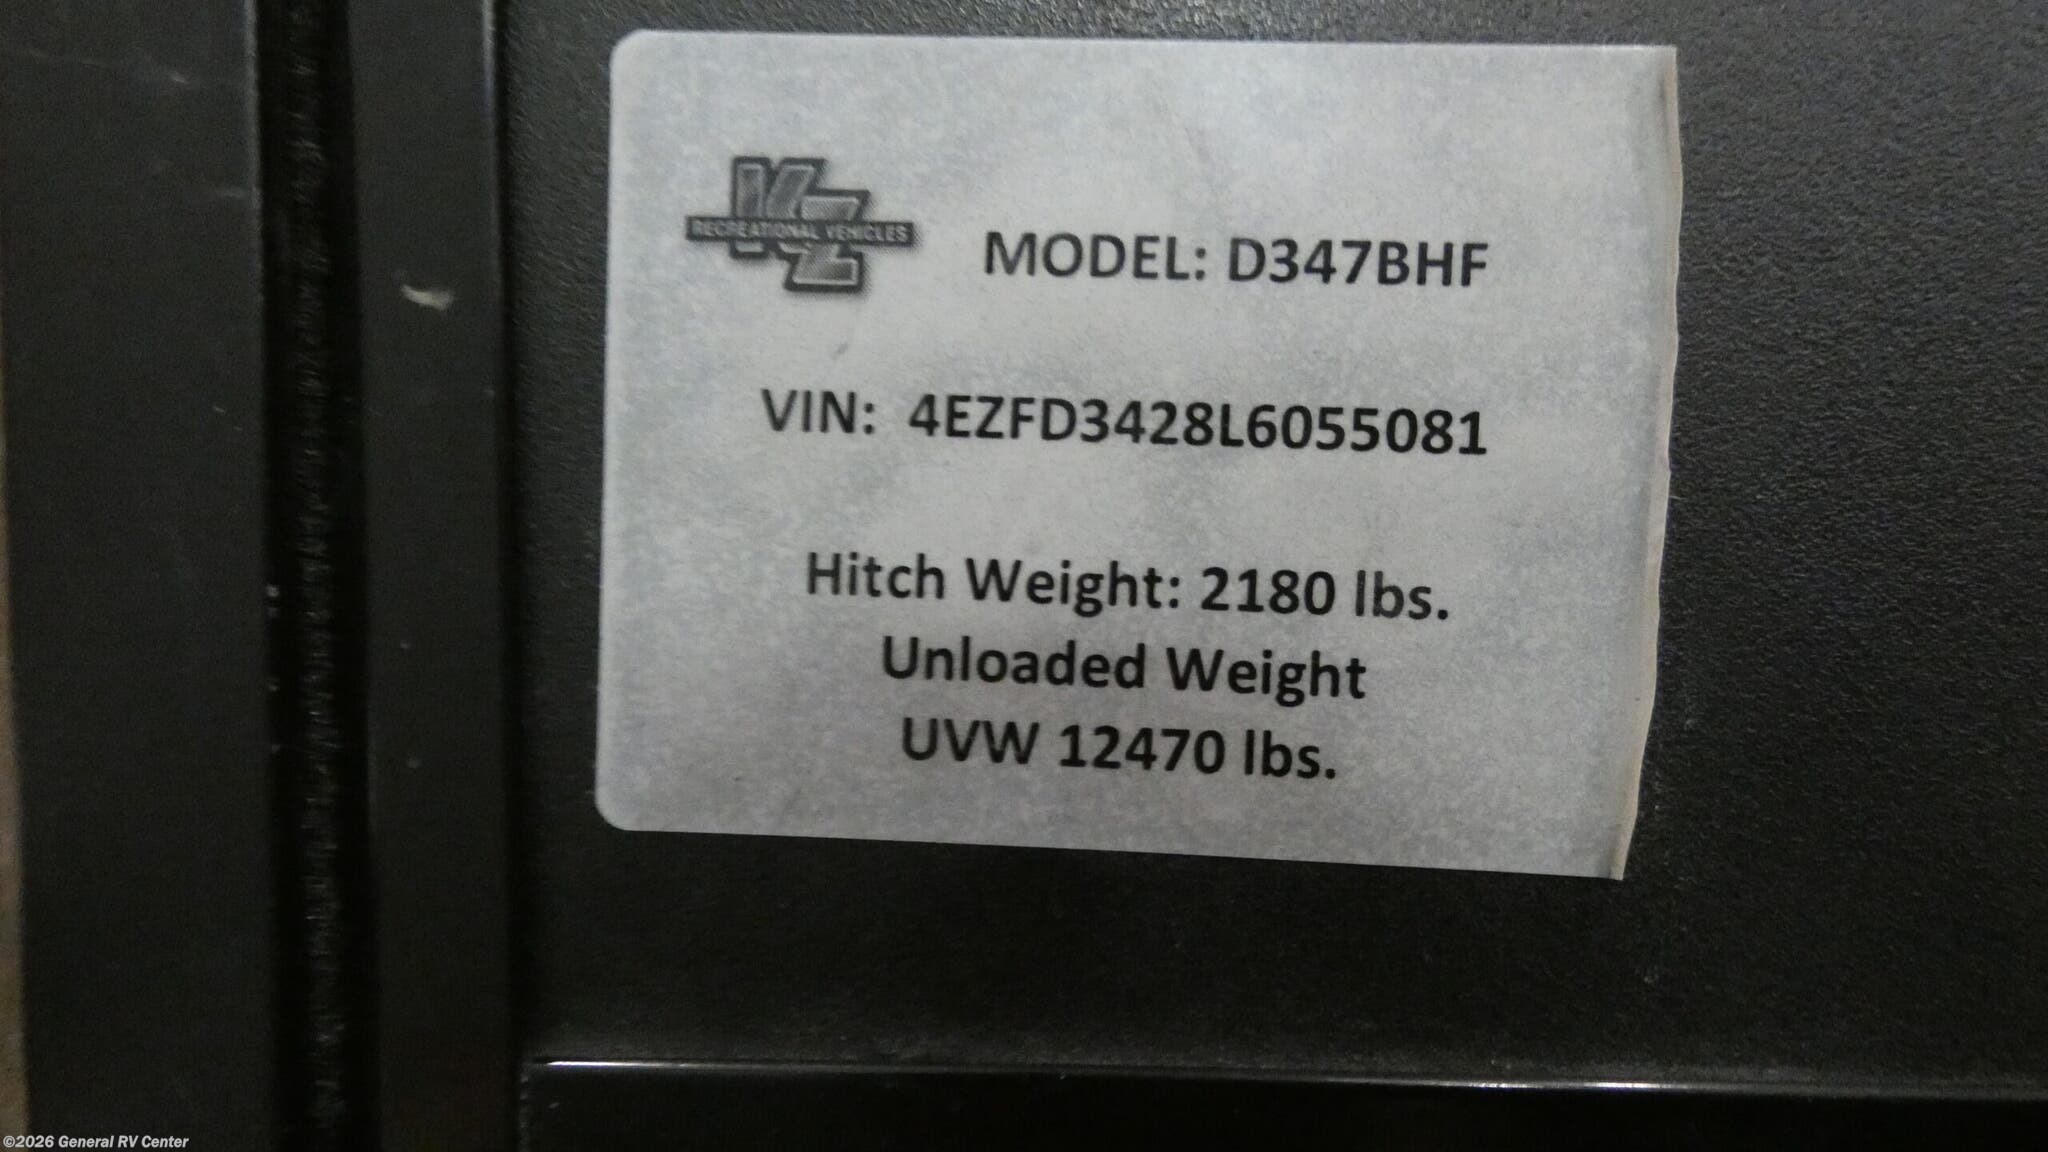 KZ
RECREATIONAL VEHICLES
MODEL: D347BHF
VIN: 4EZFD3428L6055081
Hitch Weight: 2180 lbs.
Unloaded Weight
UVW 12470 lbs.
©2026 General RV Center